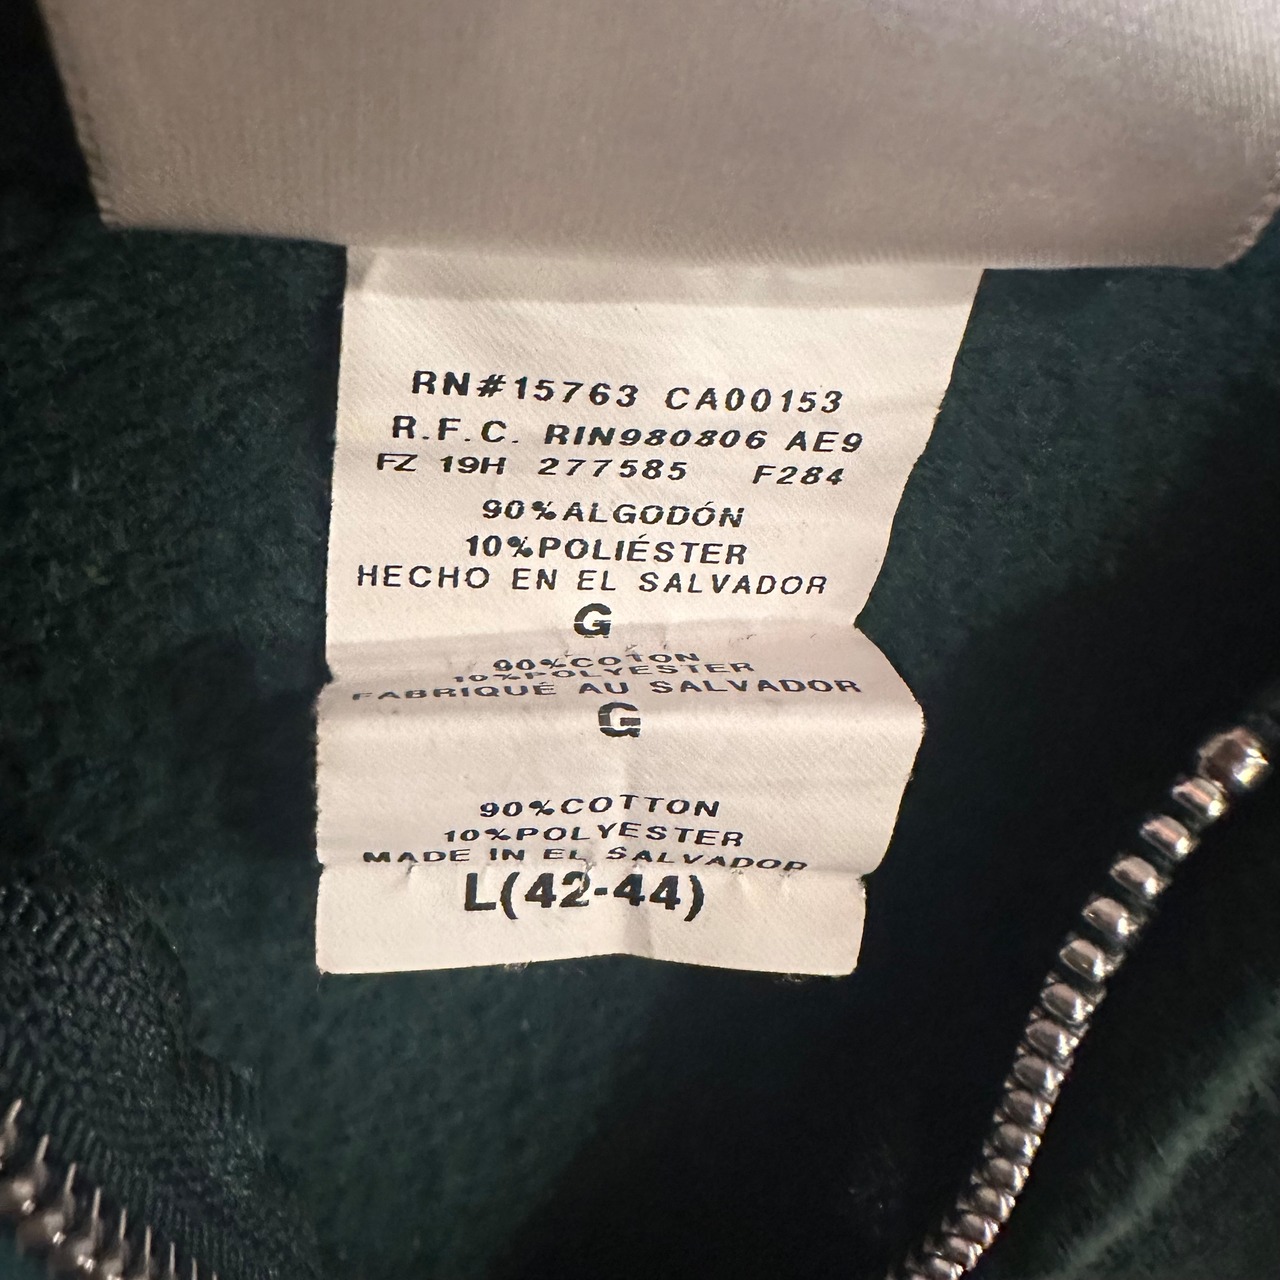 RN#15763 CA00153
R.F.C. RIN980806 AE9
FZ 19H 277585 F284
90%ALGODÓN
10%POLIÉSTER
HECHO EN EL SALVADOR
G
90%COTON
10%POLYESTER
FABRIQUÉ AU SALVADOR
G
90%COTTON
10%POLYESTER
MADE IN EL SALVADOR
L(42-44)